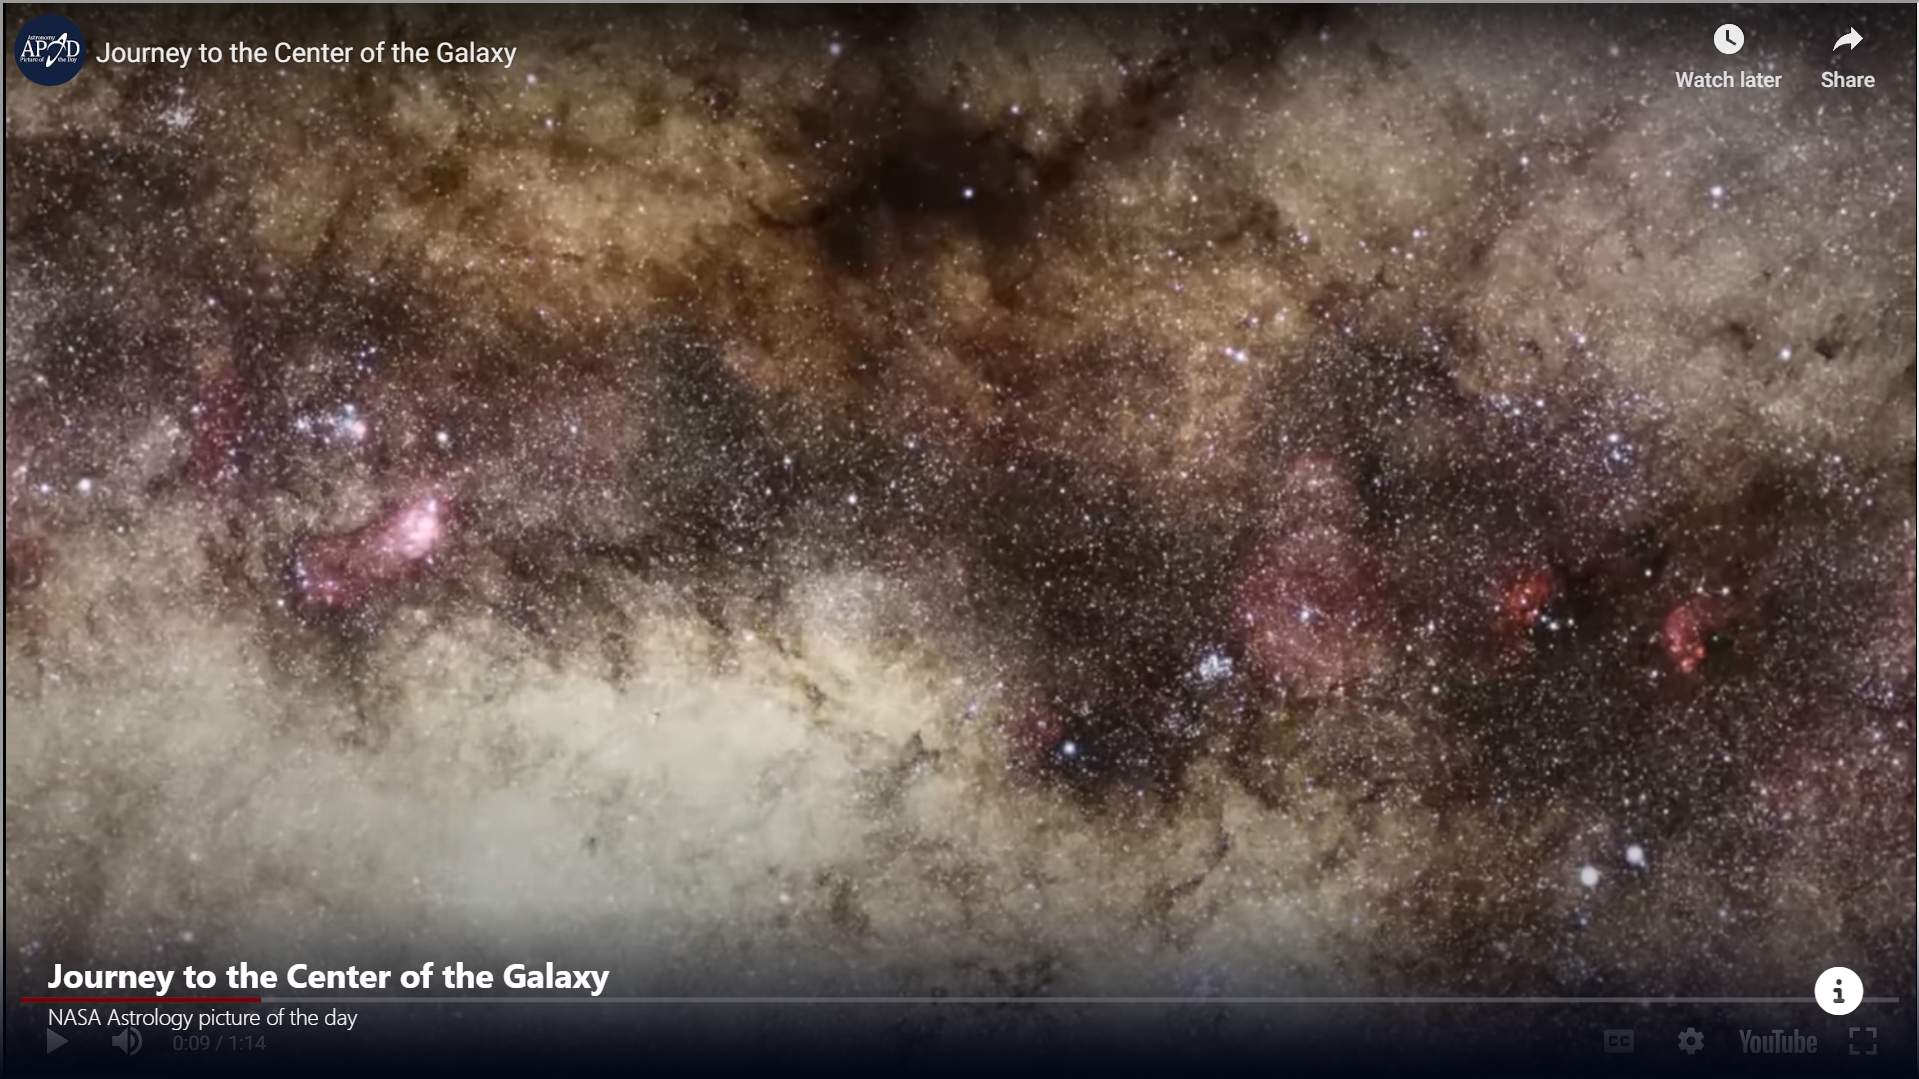 Astronomy
APOD
Picture of the Day
Journey to the Center of the Galaxy
Watch later
Share
Journey to the Center of the Galaxy
NASA Astrology picture of the day
0:09 / 1:14
CC
YouTube